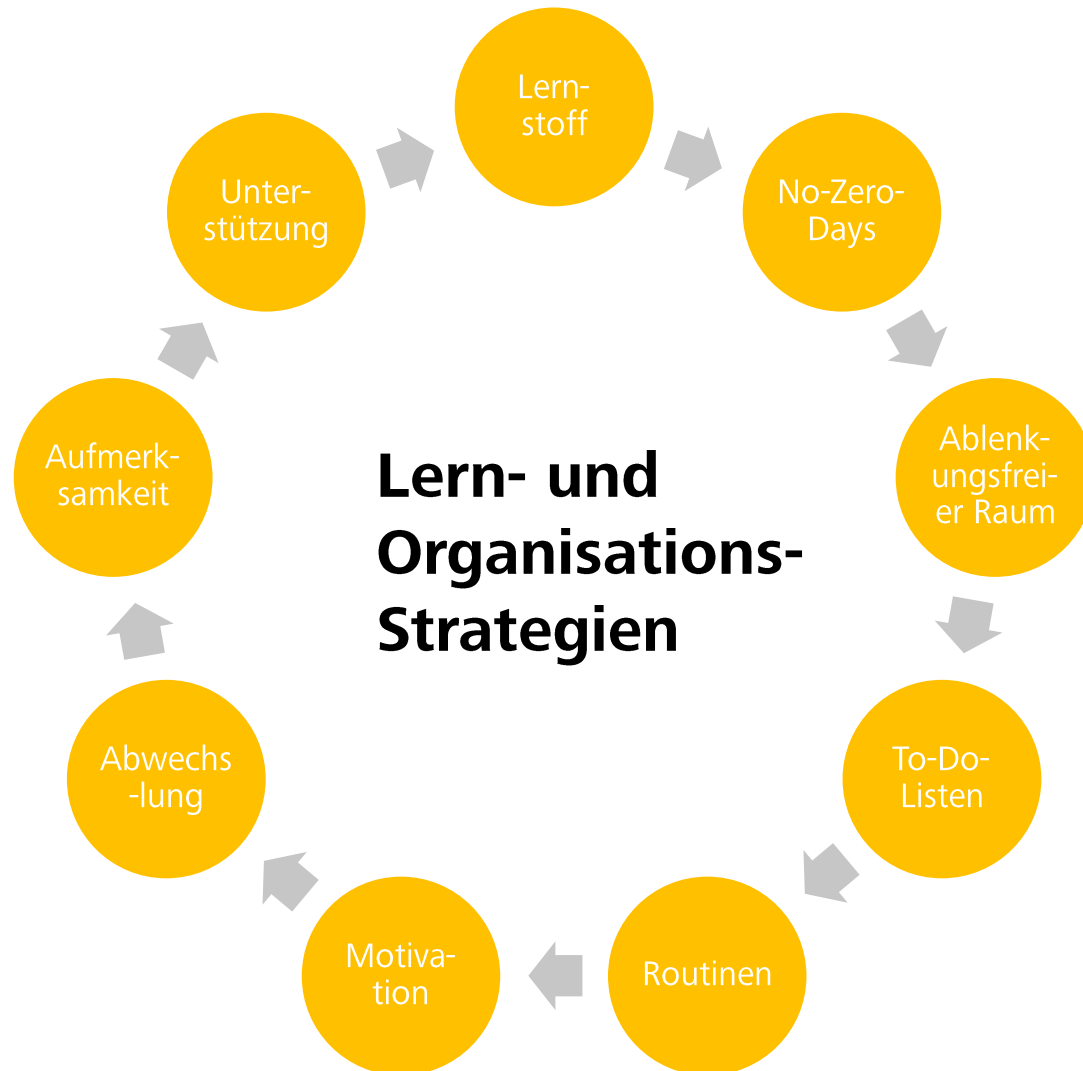 Lern-
stoff
No-Zero-
Days
Ablenk-
ungsfrei-
er Raum
To-Do-
Listen
Routinen
Motiva-
tion
Abwechs
-lung
Aufmerk-
samkeit
Unter-
stützung
Lern- und
Organisations-
Strategien